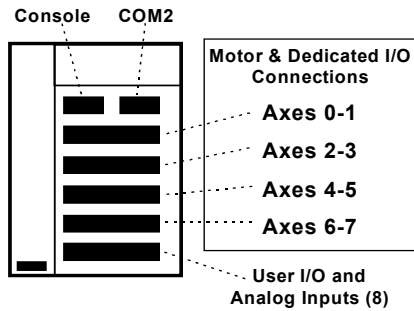 Console COM2
Motor & Dedicated I/O
Connections
Axes 0-1
Axes 2-3
Axes 4-5
Axes 6-7
User I/O and
Analog Inputs (8)